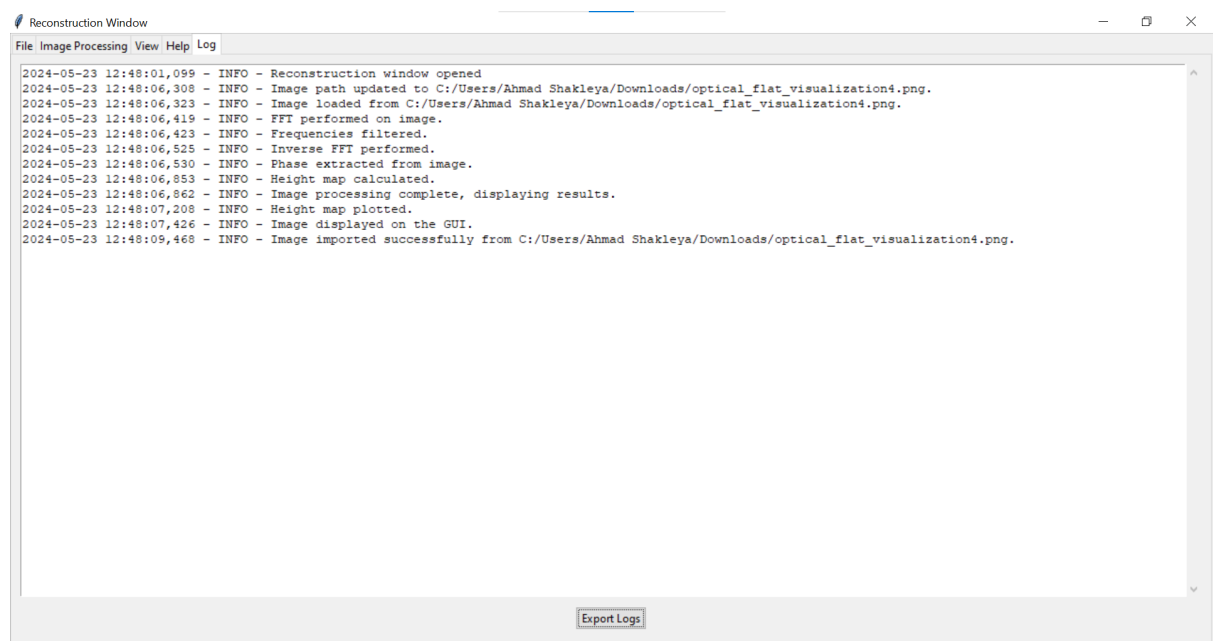 Reconstruction Window
File Image Processing View Help Log
2024-05-23 12:48:01,099 - INFO - Reconstruction window opened
2024-05-23 12:48:06,308 - INFO - Image path updated to C:/Users/Ahmad Shakleya/Downloads/optical_flat_visualization4.png.
2024-05-23 12:48:06,323 - INFO - Image loaded from C:/Users/Ahmad Shakleya/Downloads/optical_flat_visualization4.png.
2024-05-23 12:48:06,419 - INFO - FFT performed on image.
2024-05-23 12:48:06,423 - INFO - Frequencies filtered.
2024-05-23 12:48:06,525 - INFO - Inverse FFT performed.
2024-05-23 12:48:06,530 - INFO - Phase extracted from image.
2024-05-23 12:48:06,853 - INFO - Height map calculated.
2024-05-23 12:48:06,862 - INFO - Image processing complete, displaying results.
2024-05-23 12:48:07,208 - INFO - Height map plotted.
2024-05-23 12:48:07,426 - INFO - Image displayed on the GUI.
2024-05-23 12:48:09,468 - INFO - Image imported successfully from C:/Users/Ahmad Shakleya/Downloads/optical_flat_visualization4.png.
Export Logs